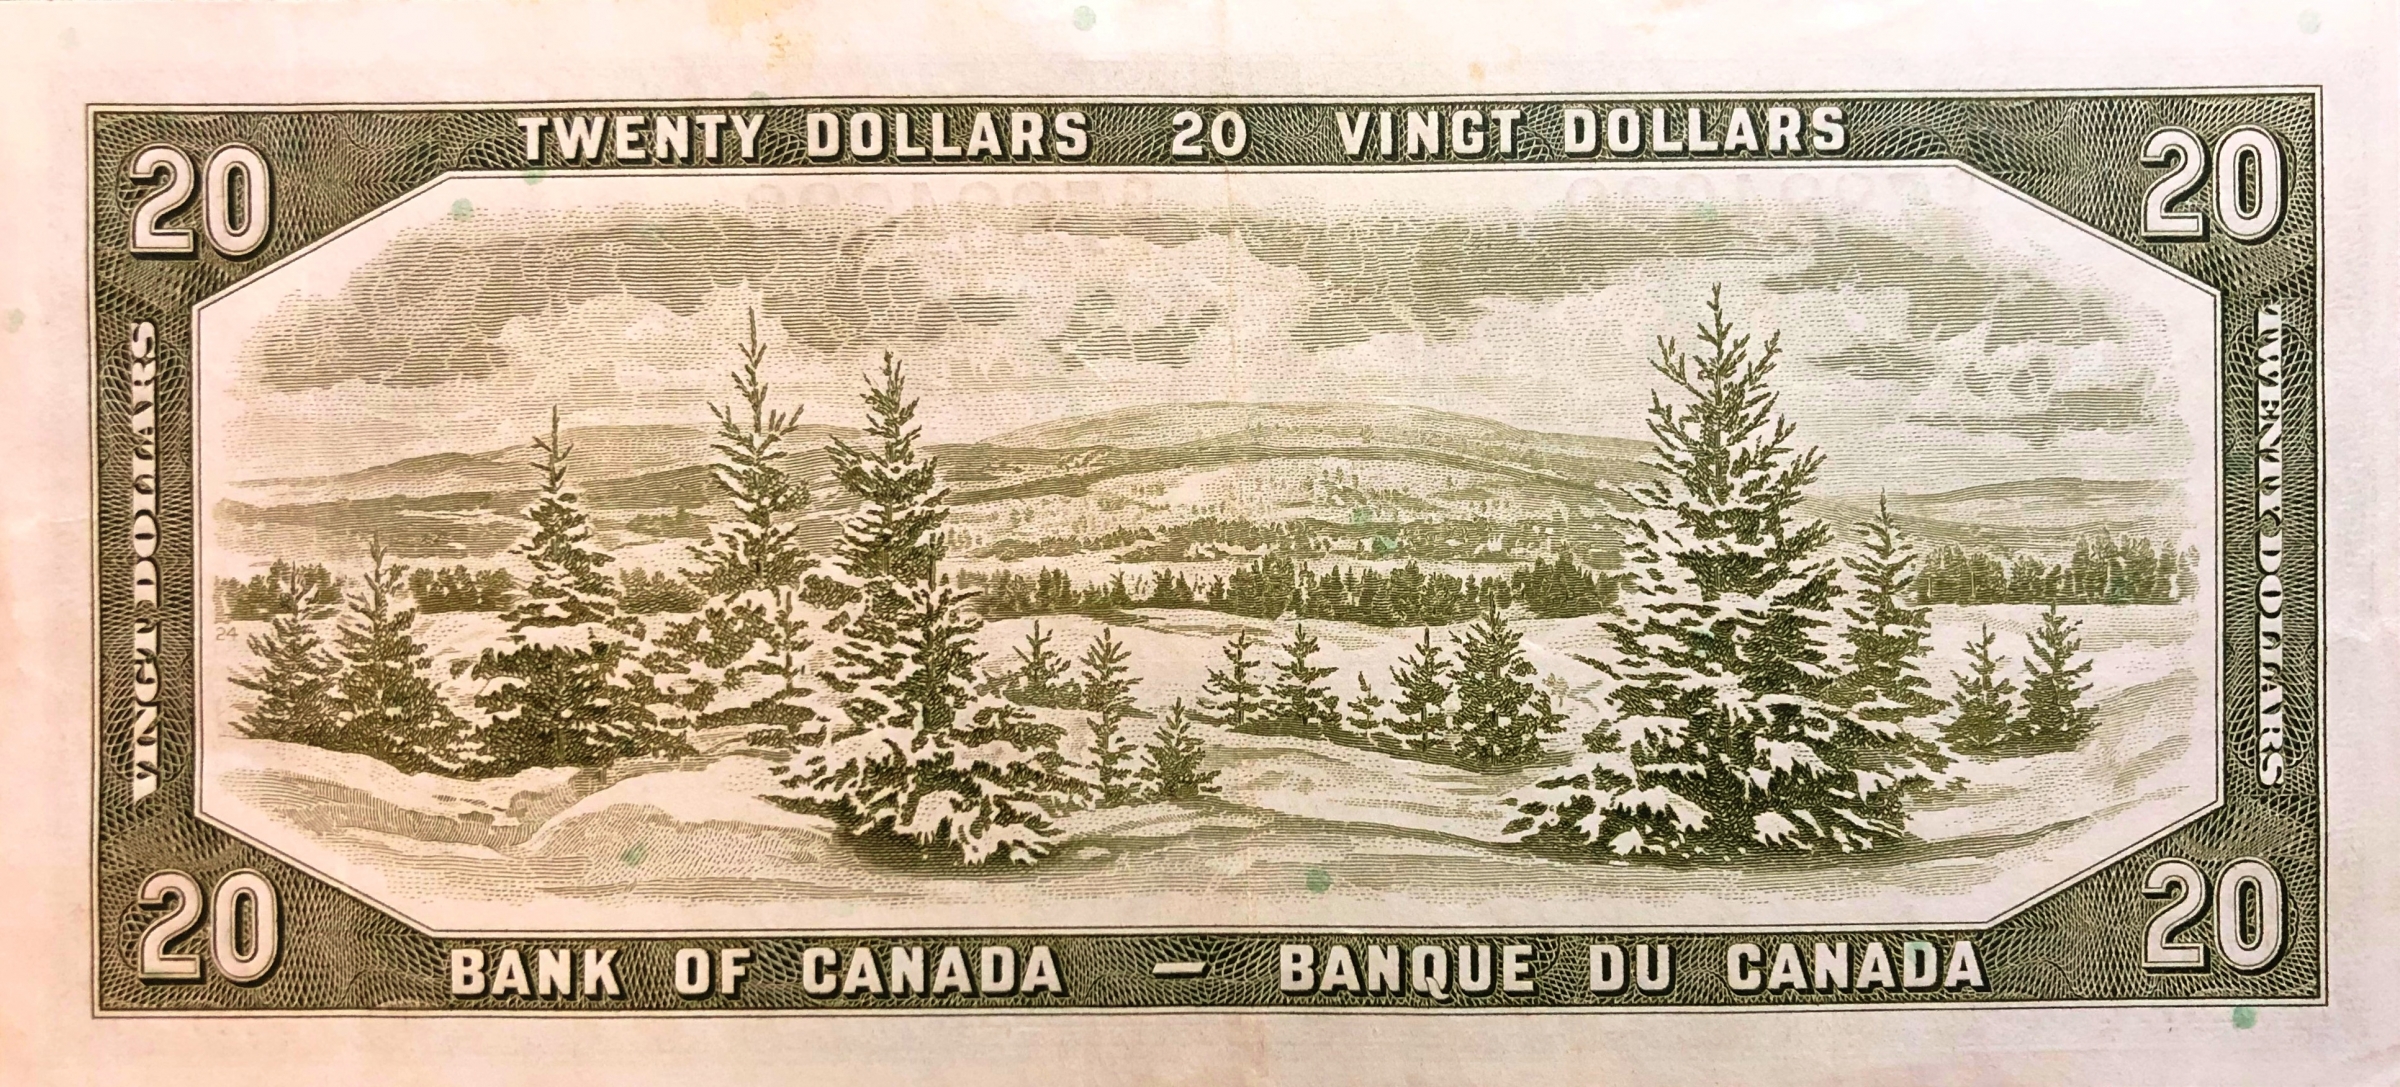 TWENTY DOLLARS 20 VINGT DOLLARS
20
20
VINGT DOLLARS
TWENTY DOLLARS
24
20
20
BANK OF CANADA — BANQUE DU CANADA